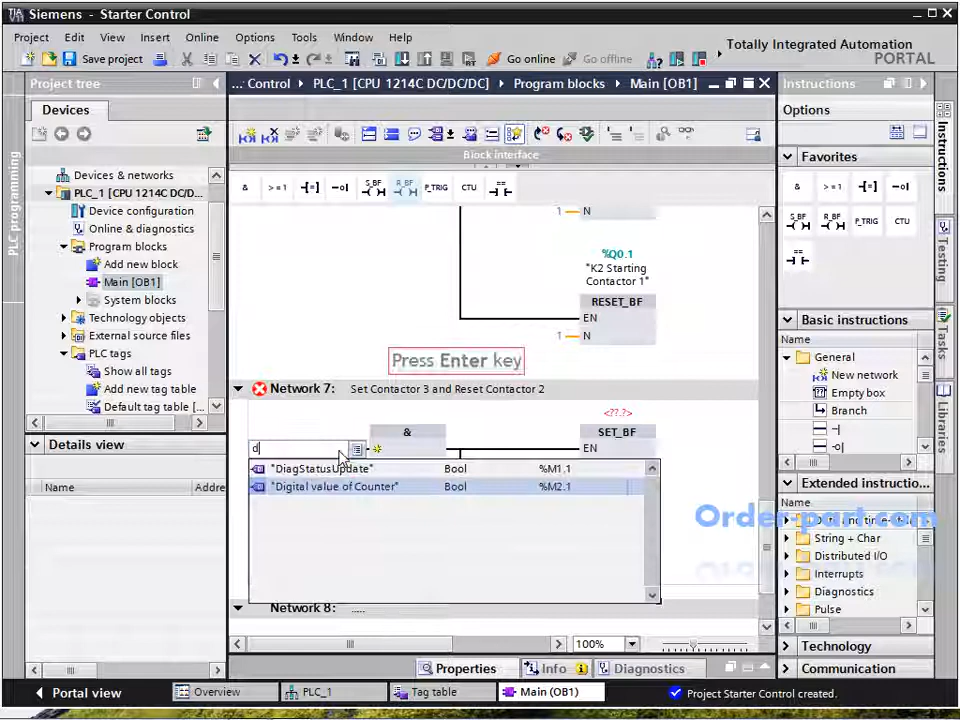 Siemens - Starter Control
Project Edit View Insert Online Options Tools Window Help
Totally Integrated Automation
PORTAL
Save project
Go online
Go offline
Project tree
... Control PLC_1 [CPU 1214C DC/DC/DC] Program blocks Main [OB1]
Instructions
Devices
Options
PLC programming
Block interface
Favorites
Devices & networks
PLC_1 [CPU 1214C DC/D...
Device configuration
Online & diagnostics
Program blocks
Add new block
Main [OB1]
System blocks
Technology objects
External source files
PLC tags
Show all tags
Add new tag table
Default tag table [...
& >=1 [=] -o| S_BF R_BF P_TRIG CTU ==
& >=1 [=] -o|
S_BF R_BF P_TRIG CTU
==
1 N
%Q0.1
"K2 Starting
Contactor 1"
RESET_BF
EN
1 N
Press Enter key
Network 7: Set Contactor 3 and Reset Contactor 2
<??.?>
& SET_BF
d EN
"DiagStatusUpdate" Bool %M1.1
"Digital value of Counter" Bool %M2.1
Network 8: .....
100%
Basic instructions
Name
General
New network
Empty box
Branch
-|
-o|
Extended instructio...
Name
String + Char
Distributed I/O
Interrupts
Diagnostics
Pulse
Technology
Communication
Instructions
Testing
Tasks
Libraries
Details view
Name Addre
Order-part.com
Properties Info Diagnostics
Portal view Overview PLC_1 Tag table Main (OB1) Project Starter Control created.